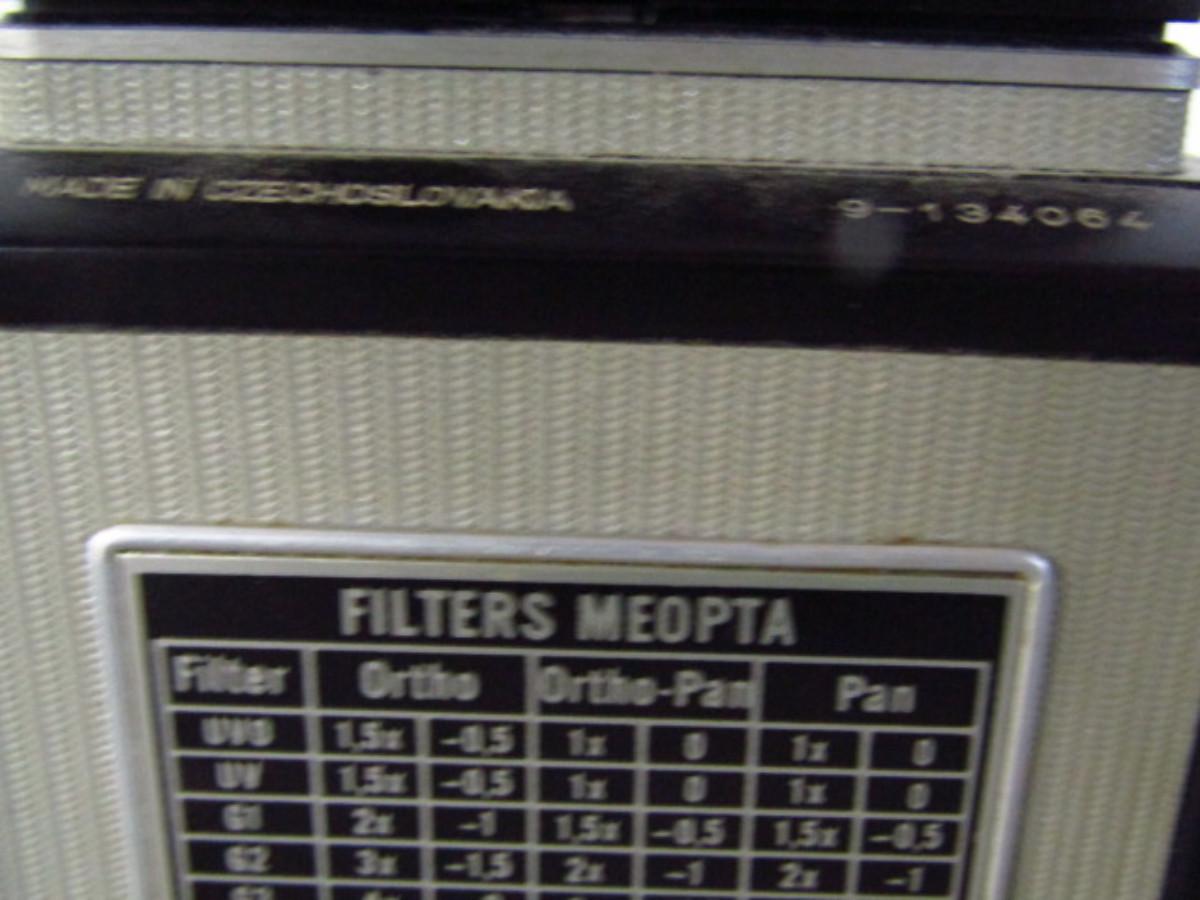 MADE IN CZECHOSLOVAKIA 9-134064
FILTERS MEOPTA
Filter Ortho Ortho-Pan Pan
UV0 1,5x -0,5 1x 0 1x 0
UV 1,5x -0,5 1x 0 1x 0
G1 2x -1 1,5x -0,5 1,5x -0,5
G2 3x -1,5 2x -1 2x -1